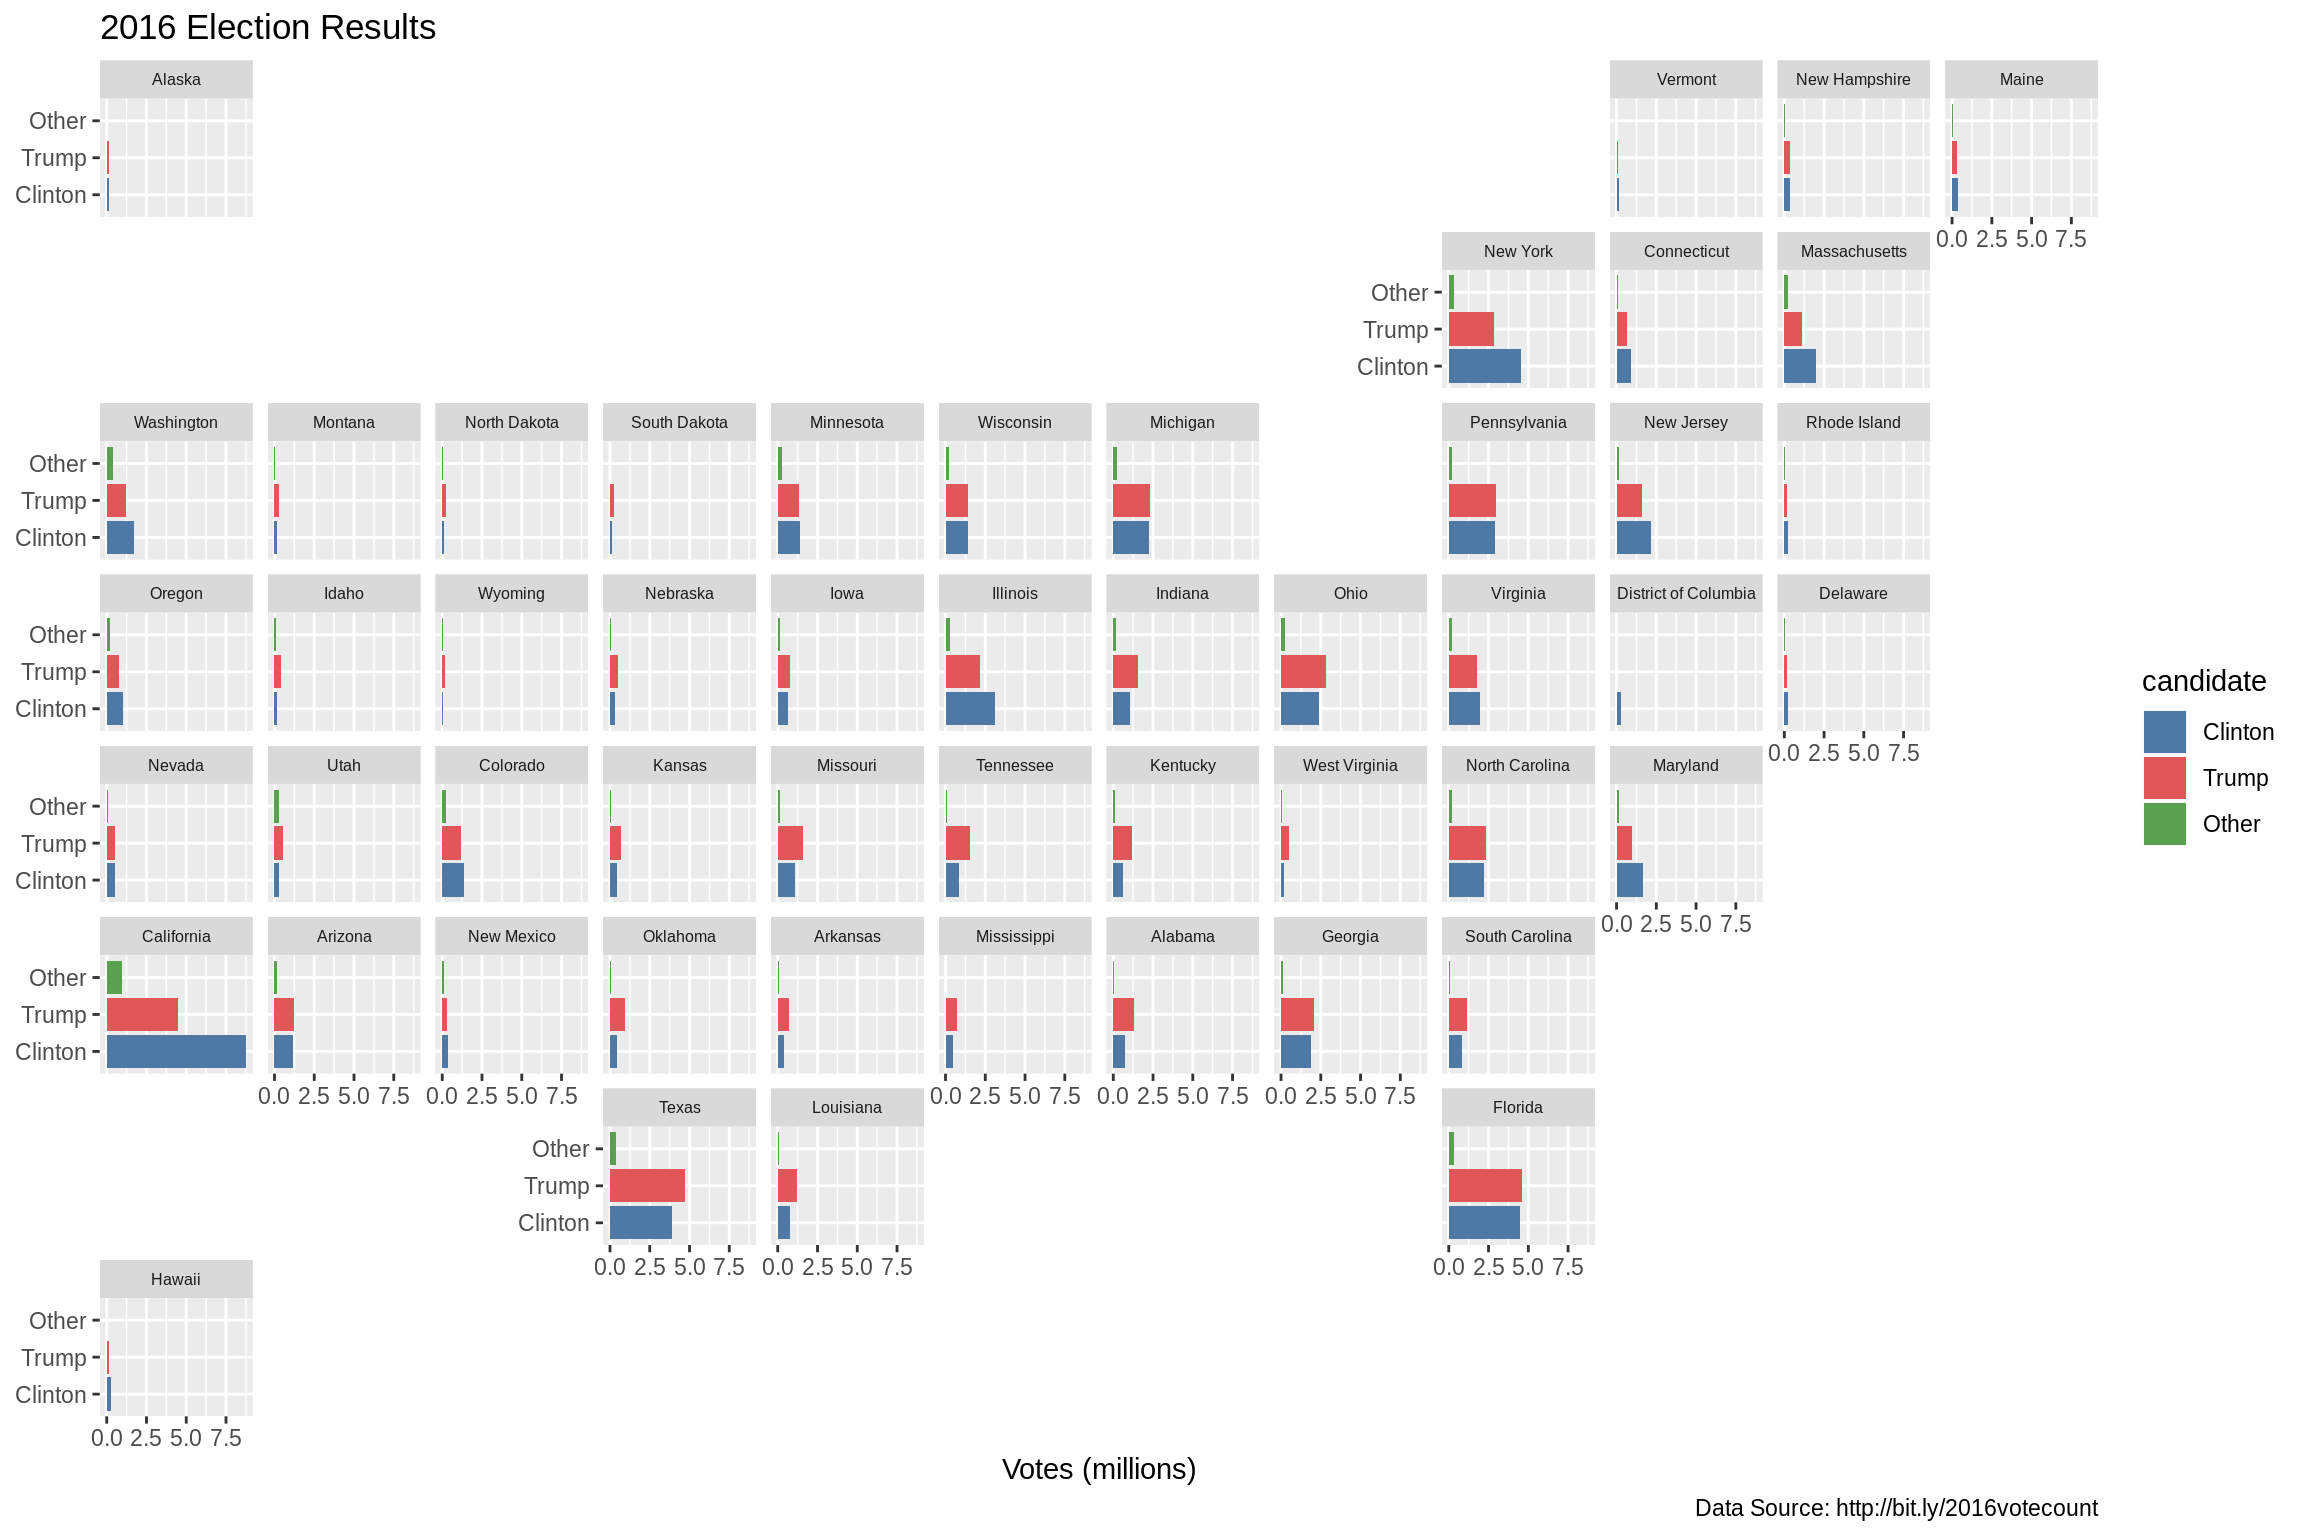 2016 Election Results
Alaska
Vermont
New Hampshire
Maine
Other
Trump
Clinton
0.0 2.5 5.0 7.5
New York
Connecticut
Massachusetts
Other
Trump
Clinton
Washington
Montana
North Dakota
South Dakota
Minnesota
Wisconsin
Michigan
Pennsylvania
New Jersey
Rhode Island
Other
Trump
Clinton
Oregon
Idaho
Wyoming
Nebraska
Iowa
Illinois
Indiana
Ohio
Virginia
District of Columbia
Delaware
Other
Trump
Clinton
0.0 2.5 5.0 7.5
Nevada
Utah
Colorado
Kansas
Missouri
Tennessee
Kentucky
West Virginia
North Carolina
Maryland
Other
Trump
Clinton
0.0 2.5 5.0 7.5
California
Arizona
New Mexico
Oklahoma
Arkansas
Mississippi
Alabama
Georgia
South Carolina
Other
Trump
Clinton
0.0 2.5 5.0 7.5
0.0 2.5 5.0 7.5
0.0 2.5 5.0 7.5
0.0 2.5 5.0 7.5
0.0 2.5 5.0 7.5
Texas
Louisiana
Florida
Other
Trump
Clinton
0.0 2.5 5.0 7.5
0.0 2.5 5.0 7.5
0.0 2.5 5.0 7.5
Hawaii
Other
Trump
Clinton
0.0 2.5 5.0 7.5
Votes (millions)
candidate
Clinton
Trump
Other
Data Source: http://bit.ly/2016votecount